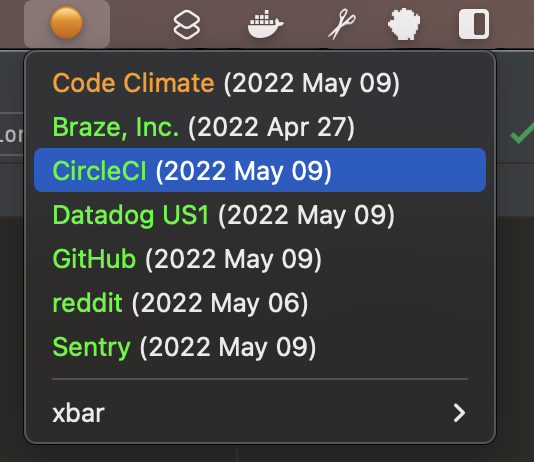 Code Climate (2022 May 09)
Braze, Inc. (2022 Apr 27)
CircleCI (2022 May 09)
Datadog US1 (2022 May 09)
GitHub (2022 May 09)
reddit (2022 May 06)
Sentry (2022 May 09)
xbar